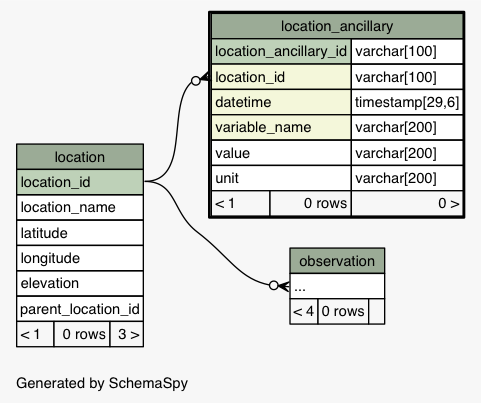 location_ancillary
location_ancillary_id varchar[100]
location_id varchar[100]
datetime timestamp[29,6]
variable_name varchar[200]
value varchar[200]
unit varchar[200]
< 1 0 rows 0 >
location
location_id
location_name
latitude
longitude
elevation
parent_location_id
< 1 0 rows 3 >
observation
...
< 4 0 rows
Generated by SchemaSpy